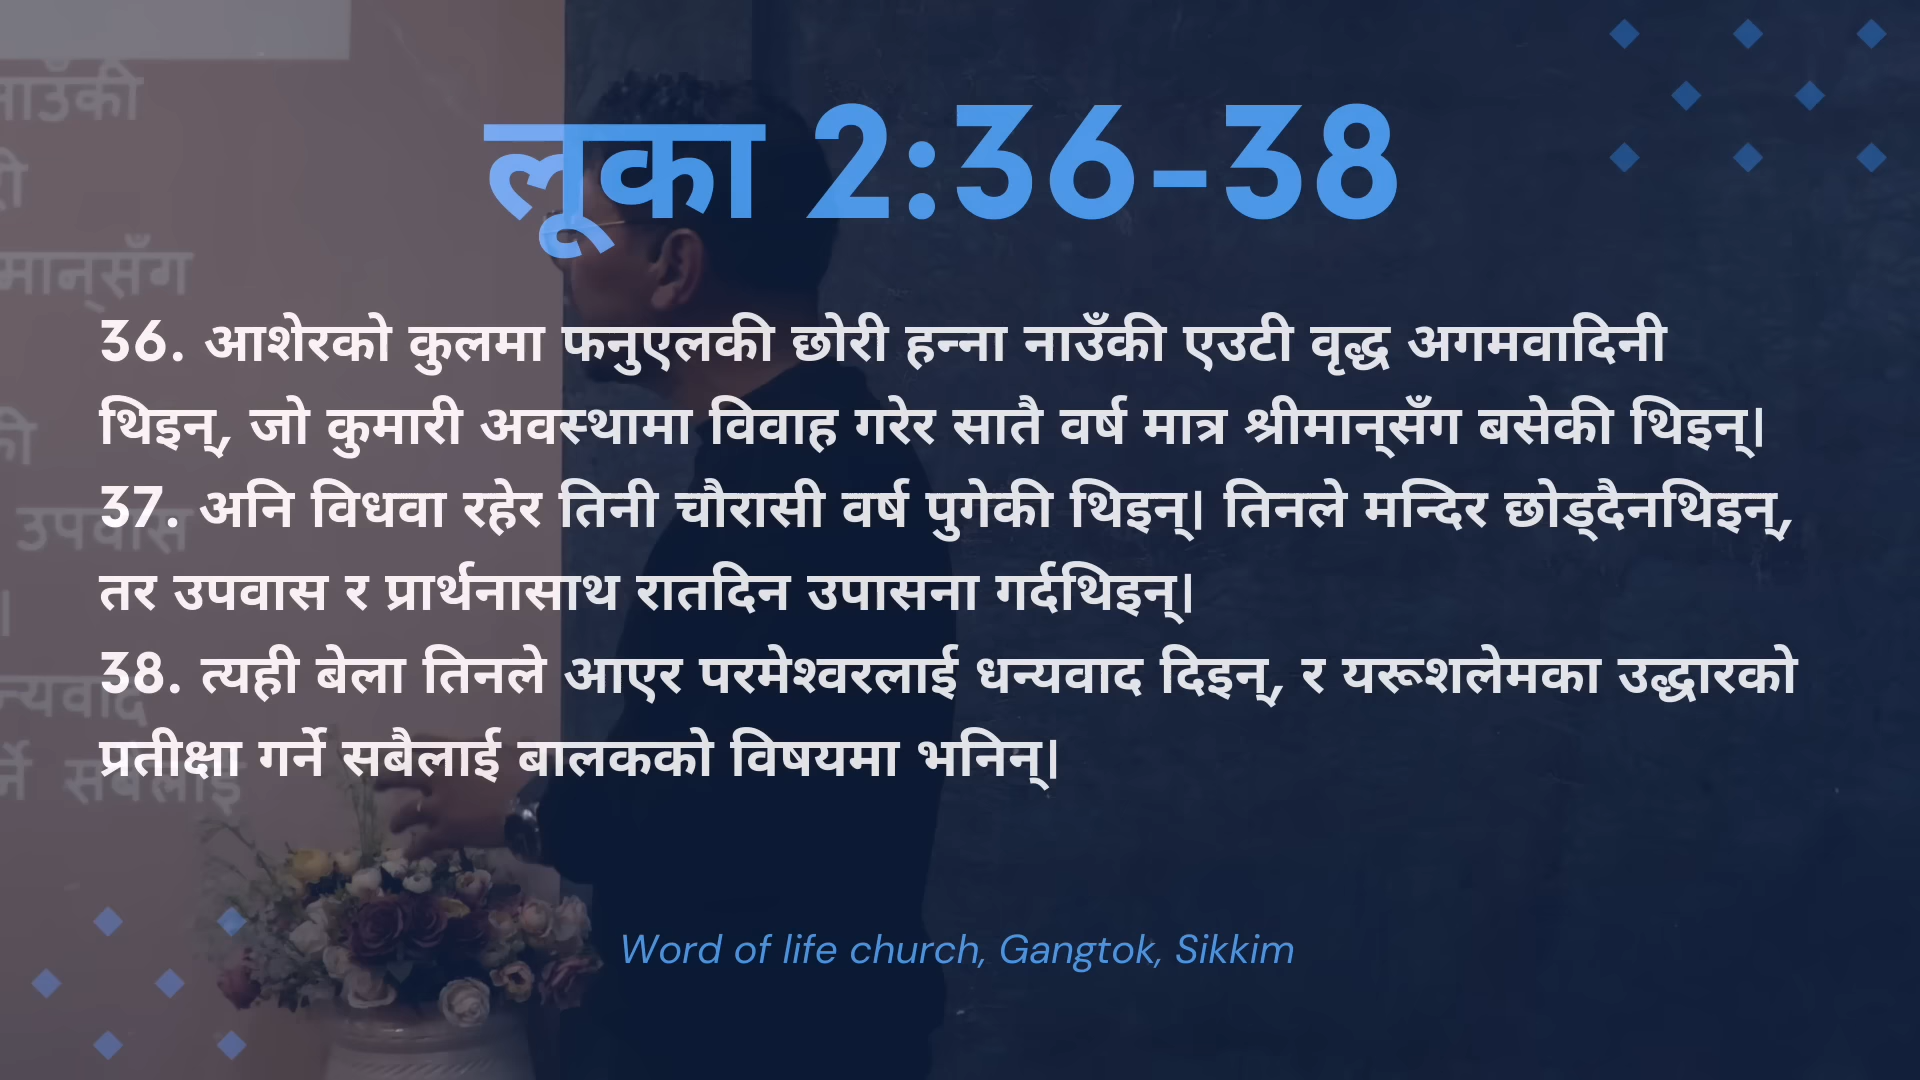 लूका 2:36-38
36. आशेरको कुलमा फनुएलकी छोरी हन्ना नाउँकी एउटी वृद्ध अगमवादिनी
थिइन्, जो कुमारी अवस्थामा विवाह गरेर सातै वर्ष मात्र श्रीमान्‌सँग बसेकी थिइन्|
37. अनि विधवा रहेर तिनी चौरासी वर्ष पुगेकी थिइन्| तिनले मन्दिर छोड्दैनथिइन्,
तर उपवास र प्रार्थनासाथ रातदिन उपासना गर्दथिइन्|
38. त्यही बेला तिनले आएर परमेश्वरलाई धन्यवाद दिइन्, र यरूशलेमका उद्धारको
प्रतीक्षा गर्ने सबैलाई बालकको विषयमा भनिन्|
Word of life church, Gangtok, Sikkim
नाउँकी
मान्‌सँग
उपवास
न्यवाद
र्ने सबैलाई